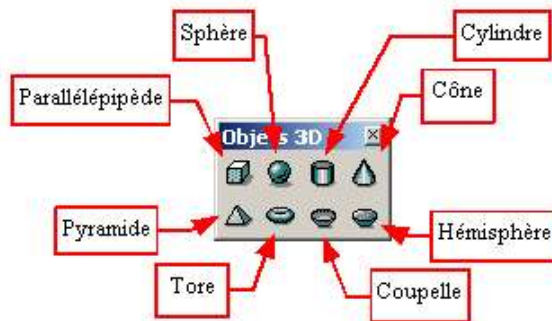 Sphère
Cylindre
Parallélépipède
Cône
Objets 3D
Pyramide
Hémisphère
Tore
Coupelle